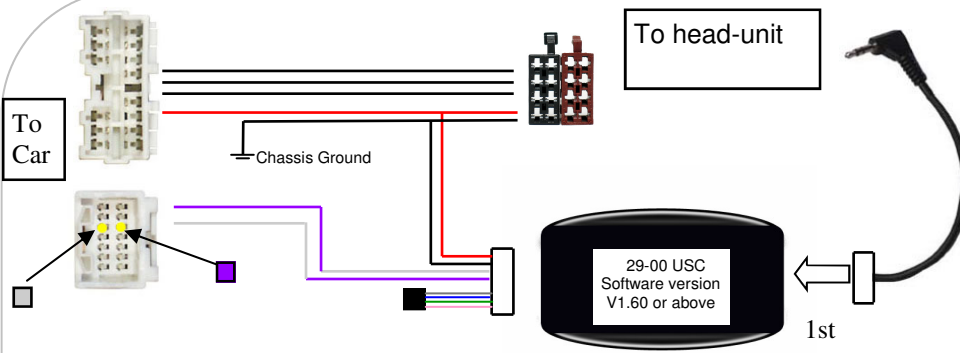 To head-unit
To
Car
Chassis Ground
29-00 USC
Software version
V1.60 or above
1st